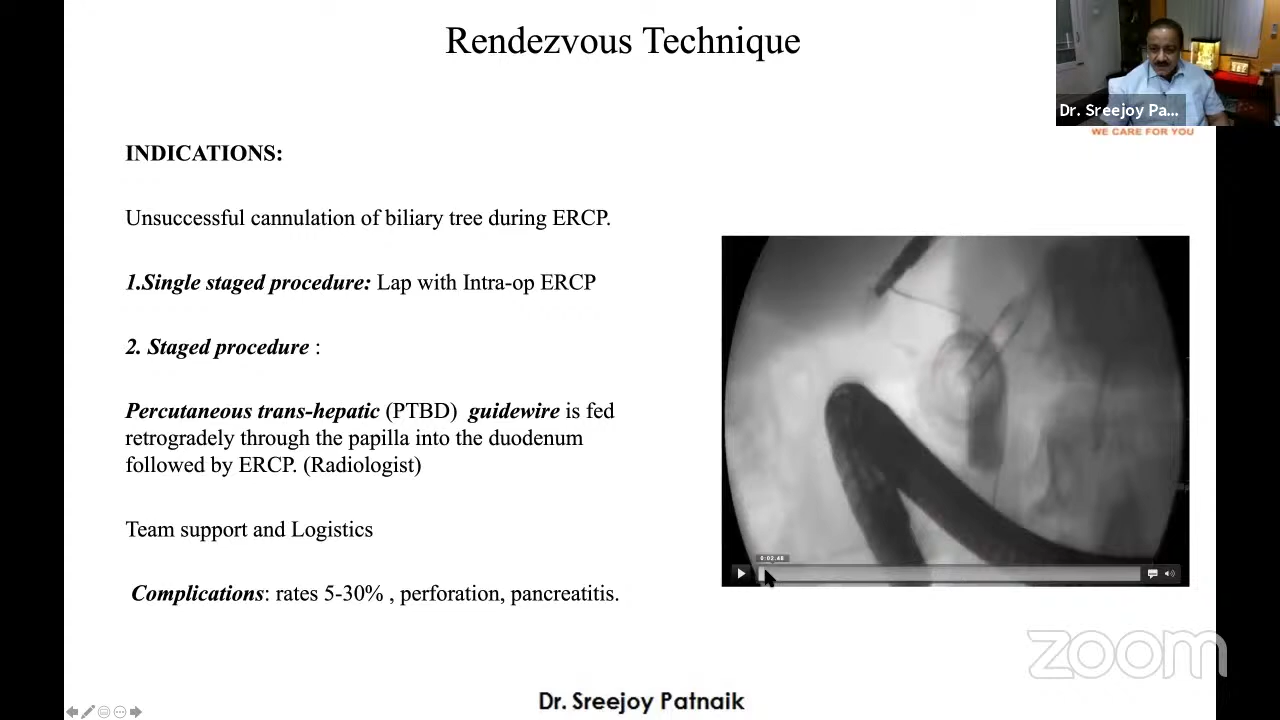 Rendezvous Technique
Dr. Sreejoy Pa...
WE CARE FOR YOU
INDICATIONS:
Unsuccessful cannulation of biliary tree during ERCP.
1.Single staged procedure: Lap with Intra-op ERCP
2. Staged procedure :
Percutaneous trans-hepatic (PTBD) guidewire is fed
retrogradely through the papilla into the duodenum
followed by ERCP. (Radiologist)
Team support and Logistics
Complications: rates 5-30% , perforation, pancreatitis.
0:02.48
zoom
Dr. Sreejoy Patnaik